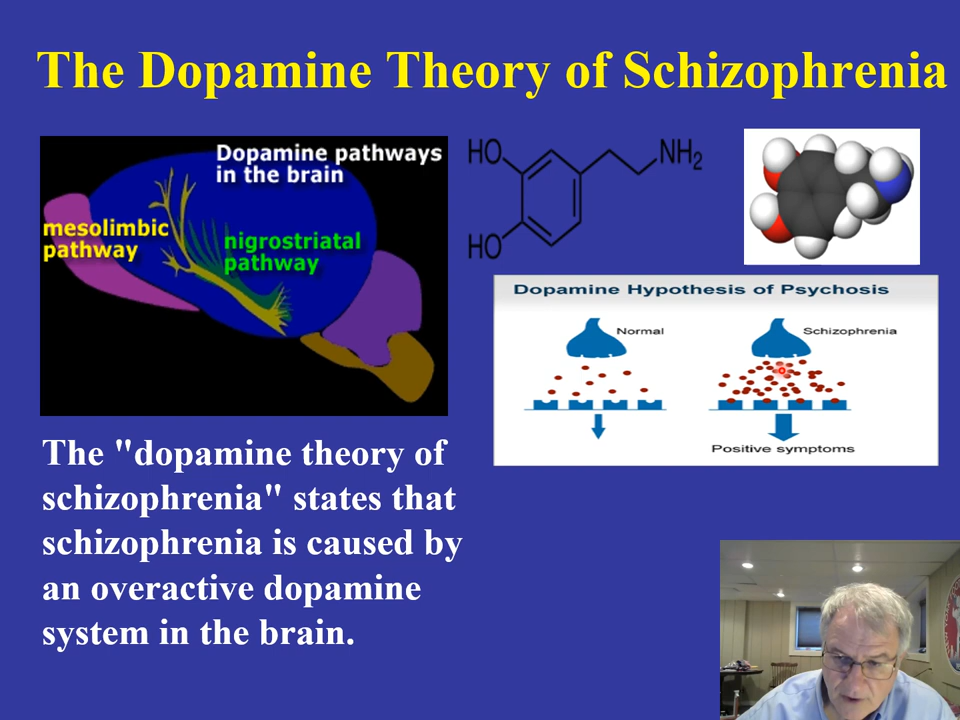 The Dopamine Theory of Schizophrenia
Dopamine pathways
in the brain
mesolimbic
pathway
nigrostriatal
pathway
HO
NH2
HO
Dopamine Hypothesis of Psychosis
Normal
Schizophrenia
Positive symptoms
The "dopamine theory of
schizophrenia" states that
schizophrenia is caused by
an overactive dopamine
system in the brain.